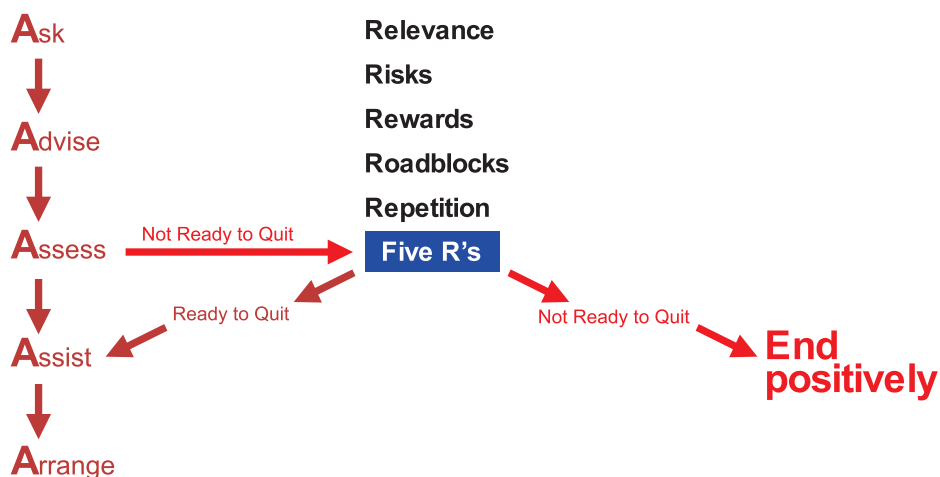 Ask
Advise
Assess
Assist
Arrange
Relevance
Risks
Rewards
Roadblocks
Repetition
Five R's
Not Ready to Quit
Ready to Quit
Not Ready to Quit
End
positively